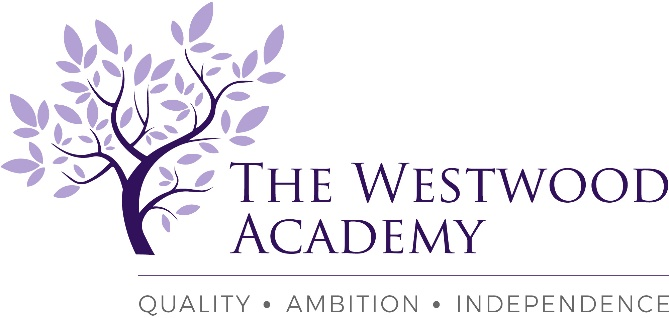 THE WESTWOOD
ACADEMY
QUALITY • AMBITION • INDEPENDENCE